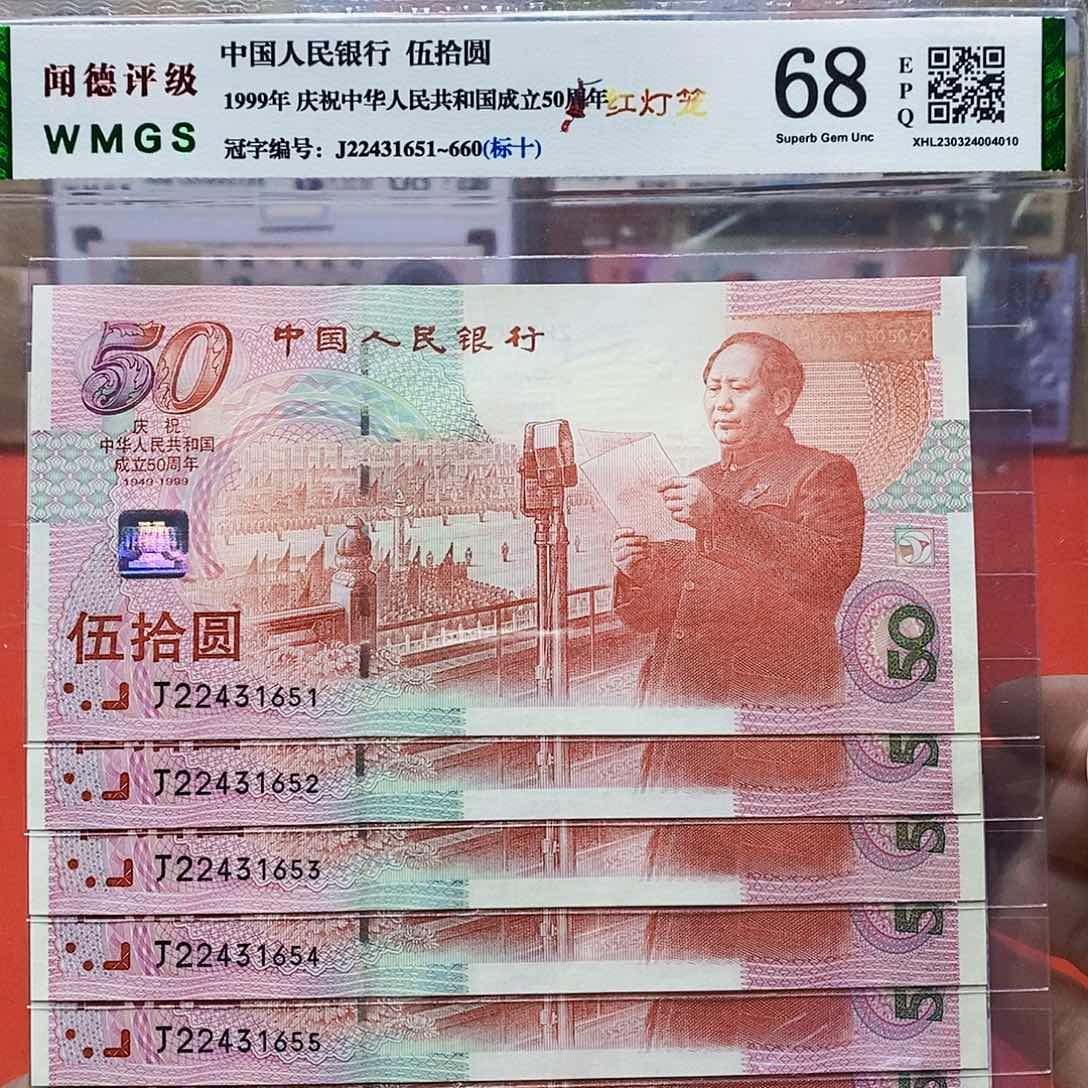 闻德评级
WMGS
中国人民银行 伍拾圆
1999年 庆祝中华人民共和国成立50周年
红灯笼
冠字编号：J22431651~660(标十)
68
Superb Gem Unc
EPQ
XHL230324004010
50
中国人民银行
庆祝
中华人民共和国
成立50周年
1949-1999
伍拾圆
J22431651
50
J22431652
J22431653
J22431654
J22431655